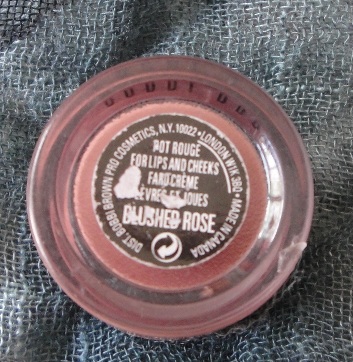 DIST. BOBBI BROWN PRO COSMETICS, N.Y. 10022 • LONDON W1K 3BQ • MADE IN CANADA
POT ROUGE
FOR LIPS AND CHEEKS
FARD CRÈME
BLUSHED ROSE